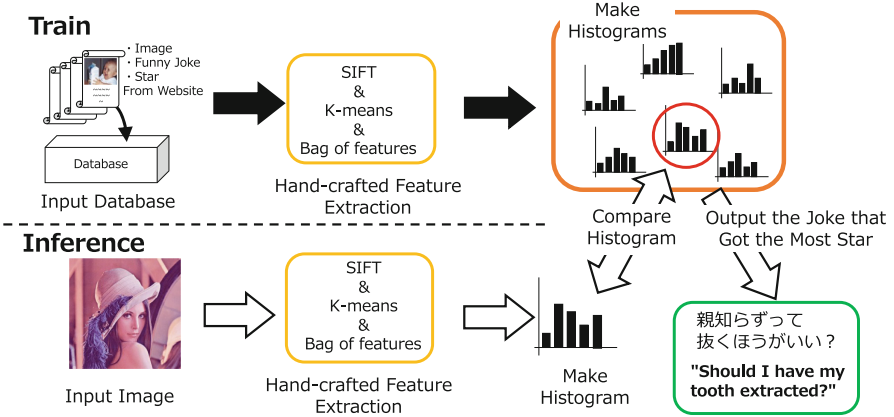 Train
・Image
・Funny Joke
・Star
From Website
Database
Input Database
SIFT
&
K-means
&
Bag of features
Hand-crafted Feature
Extraction
Make
Histograms
Compare
Histogram
Output the Joke that
Got the Most Star
Inference
Input Image
SIFT
&
K-means
&
Bag of features
Hand-crafted Feature
Extraction
Make
Histogram
親知らずって
抜くほうがいい？
"Should I have my
tooth extracted?"